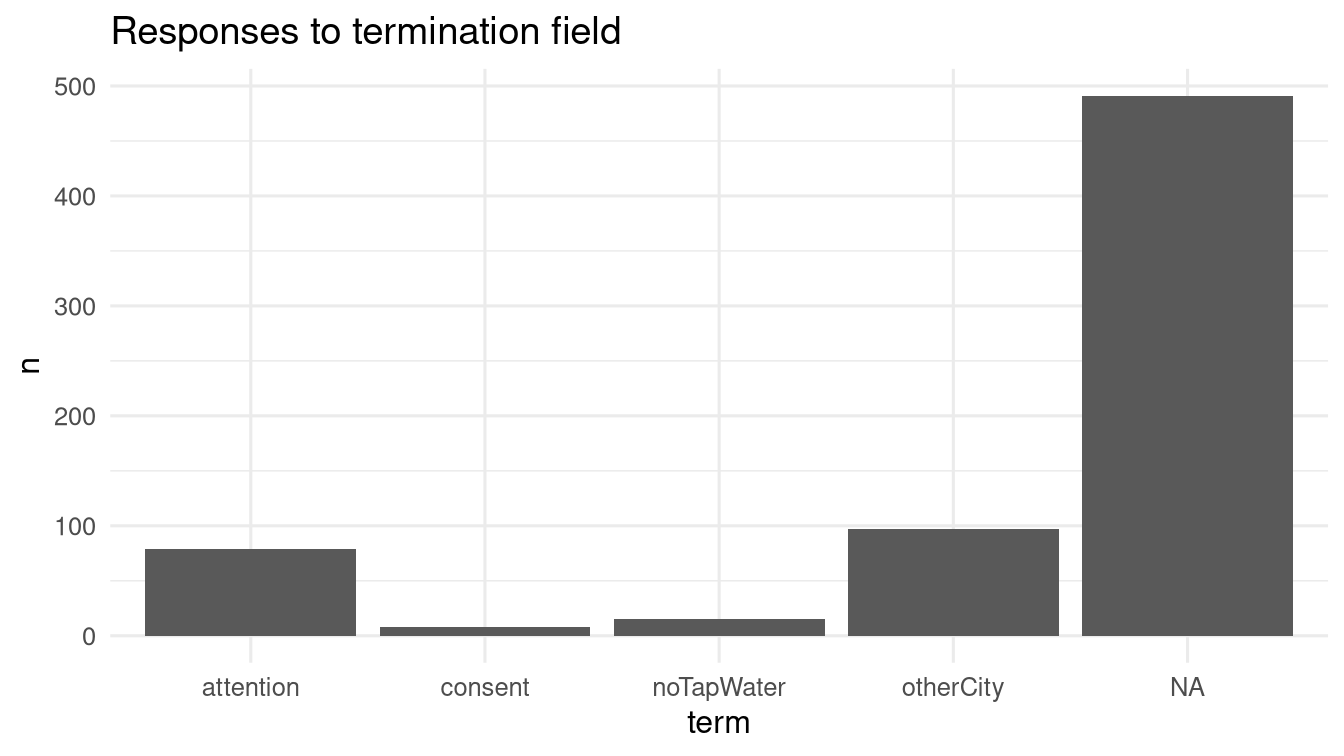 Responses to termination field
500
400
300
200
100
0
n
attention consent noTapWater otherCity NA
term